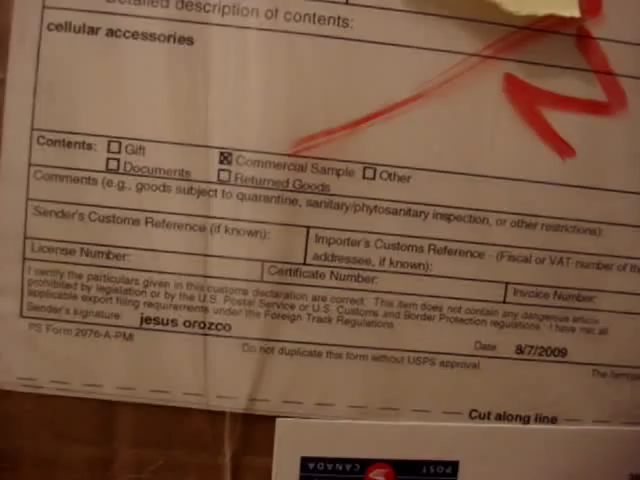 Detailed description of contents:
cellular accessories
Contents: Gift Commercial Sample Other
Documents Returned Goods
Comments (e.g., goods subject to quarantine, sanitary/phytosanitary inspection, or other restrictions):
Sender's Customs Reference (if known): Importer's Customs Reference - (Fiscal or VAT number of the
addressee, if known):
License Number: Certificate Number: Invoice Number:
I certify the particulars given in this customs declaration are correct. This item does not contain any dangerous article
prohibited by legislation or by the U.S. Postal Service or U.S. Customs and Border Protection regulations. I have met all
applicable export filing requirements under the Foreign Track Regulations
Sender's signature: jesus orozco Date: 8/7/2009
PS Form 2976-A-PMI Do not duplicate this form without USPS approval. The
Cut along line
POST
CANADA